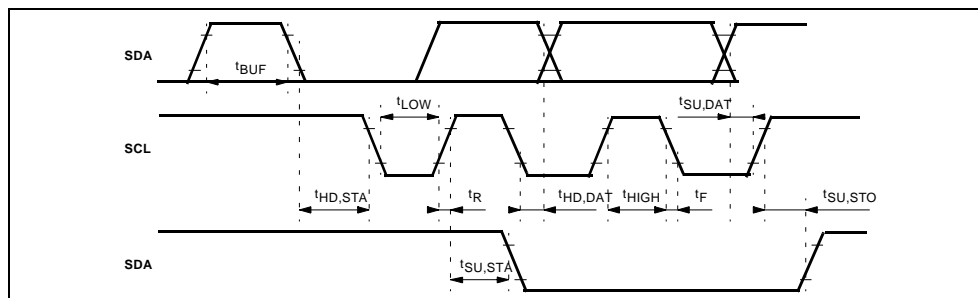 SDA
tBUF
tLOW
tSU,DAT
SCL
tHD,STA
tR
tHD,DAT
tHIGH
tF
tSU,STO
SDA
tSU,STA